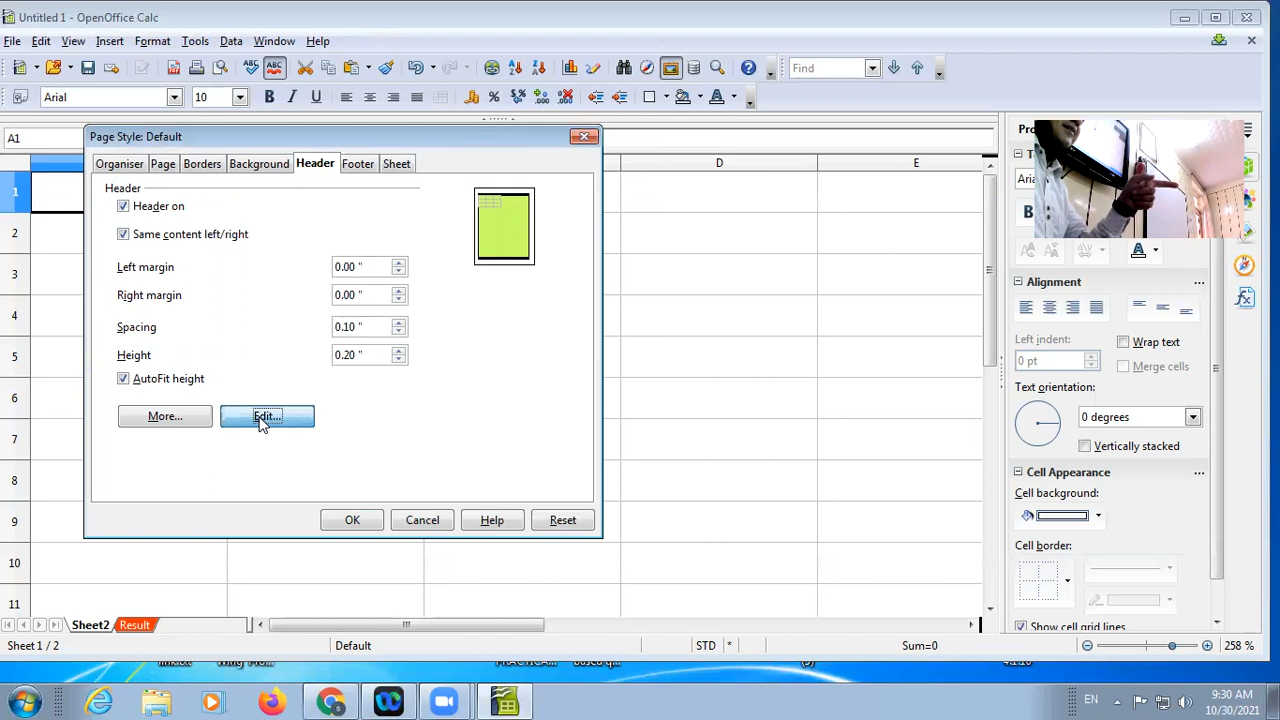 Untitled 1 - OpenOffice Calc
File Edit View Insert Format Tools Data Window Help
Arial 10 Find
A1
Page Style: Default
Organiser Page Borders Background Header Footer Sheet
Header
Header on
Same content left/right
Left margin 0.00 "
Right margin 0.00 "
Spacing 0.10 "
Height 0.20 "
AutoFit height
More... Edit...
OK Cancel Help Reset
D E
1
2
3
4
5
6
7
8
9
10
11
Alignment
Left indent: Wrap text
0 pt Merge cells
Text orientation:
0 degrees
Vertically stacked
Cell Appearance
Cell background:
Cell border:
Show cell grid lines
Sheet2 Result
Sheet 1 / 2 Default STD * Sum=0 258 %
EN 9:30 AM
10/30/2021